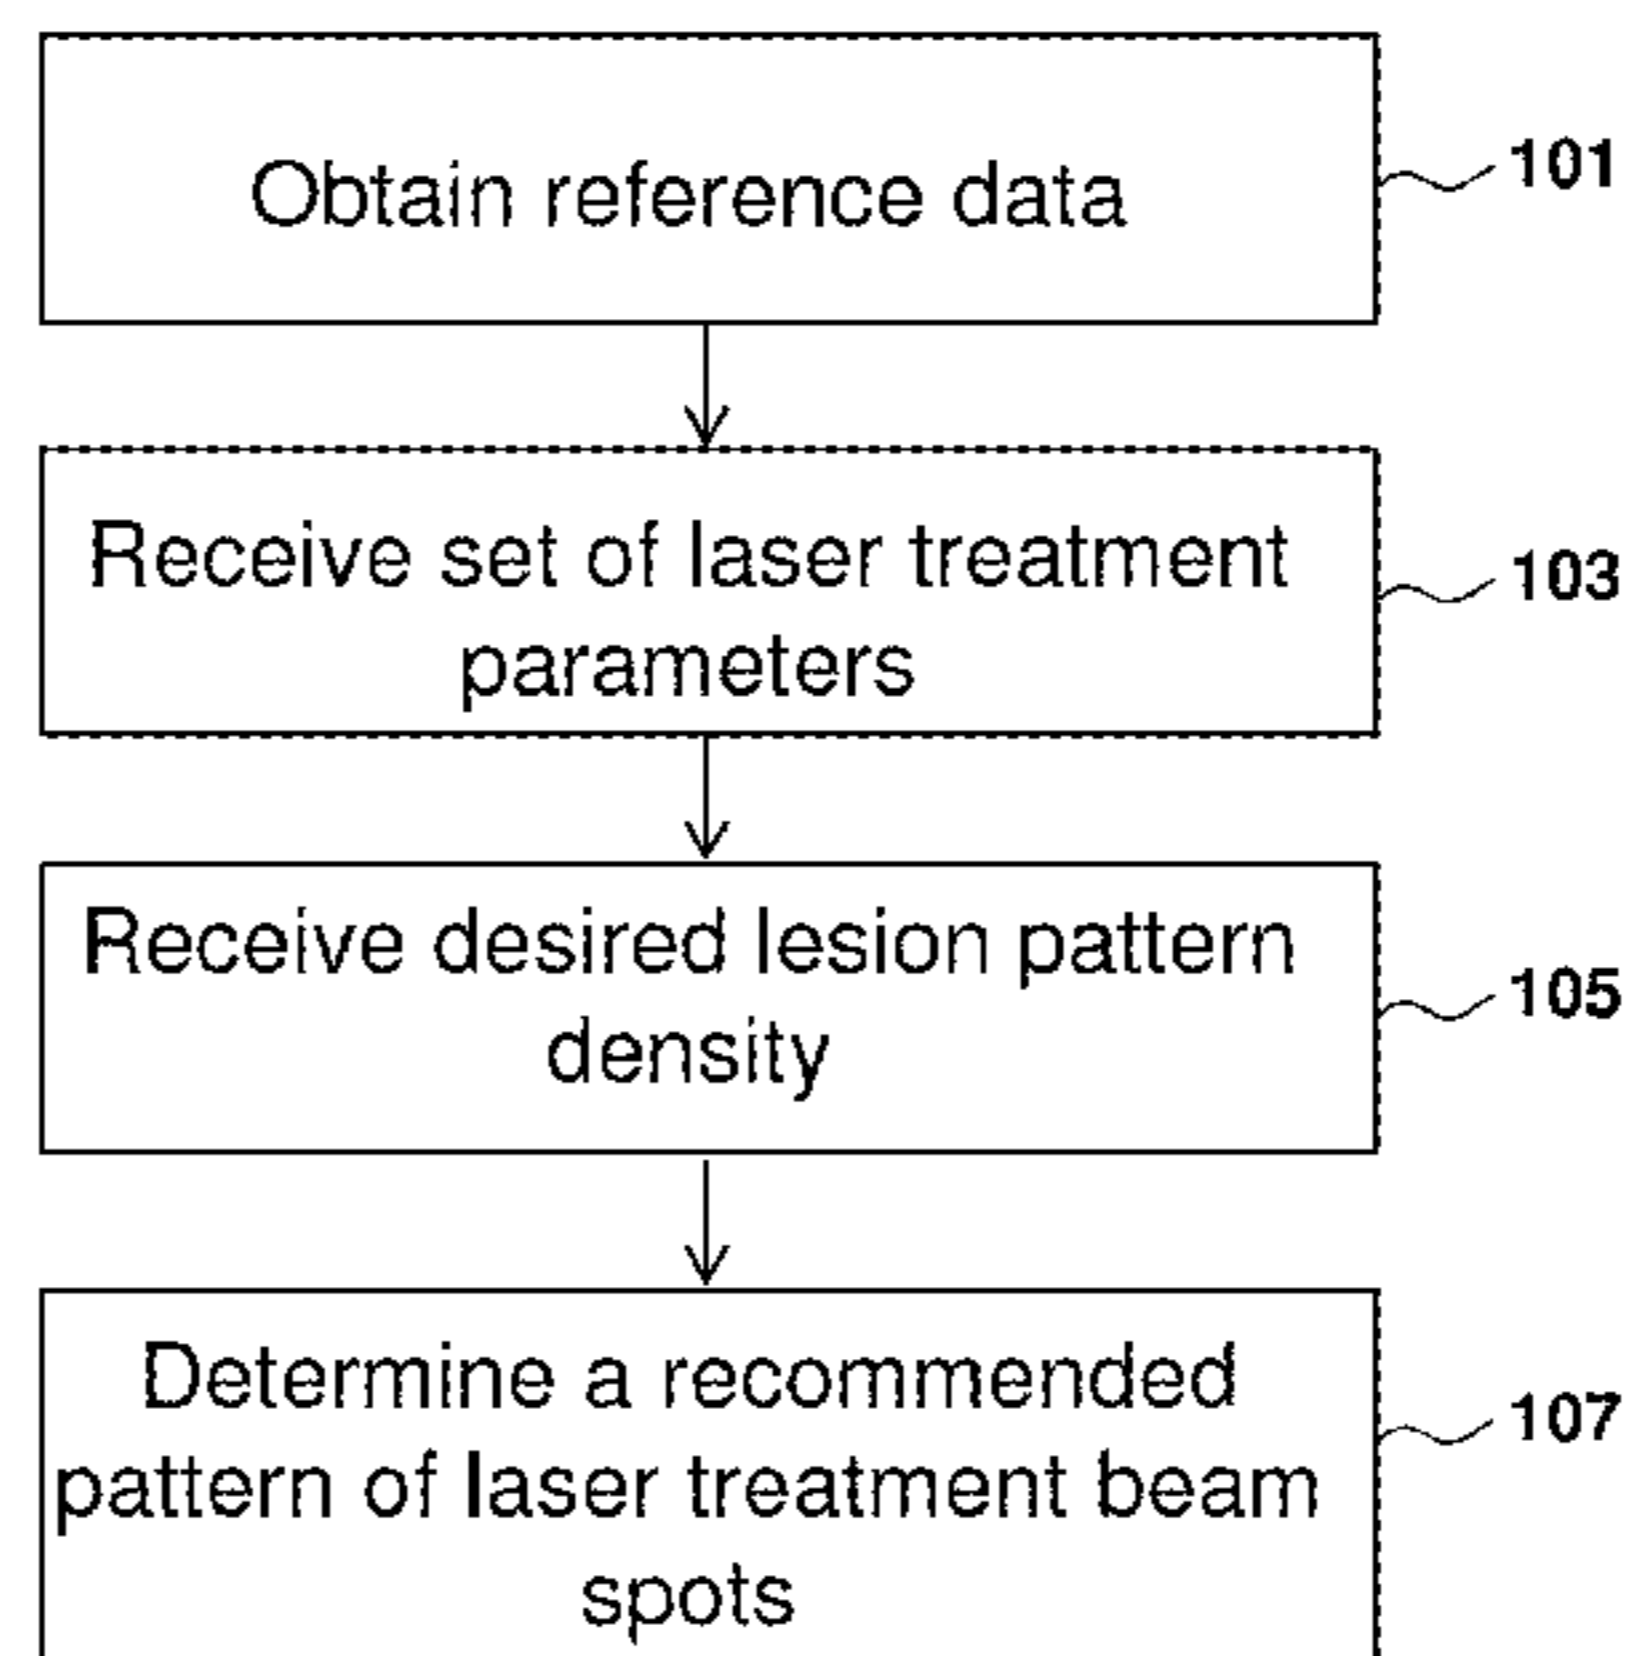 Obtain reference data
101
Receive set of laser treatment
parameters
103
Receive desired lesion pattern
density
105
Determine a recommended
pattern of laser treatment beam
spots
107